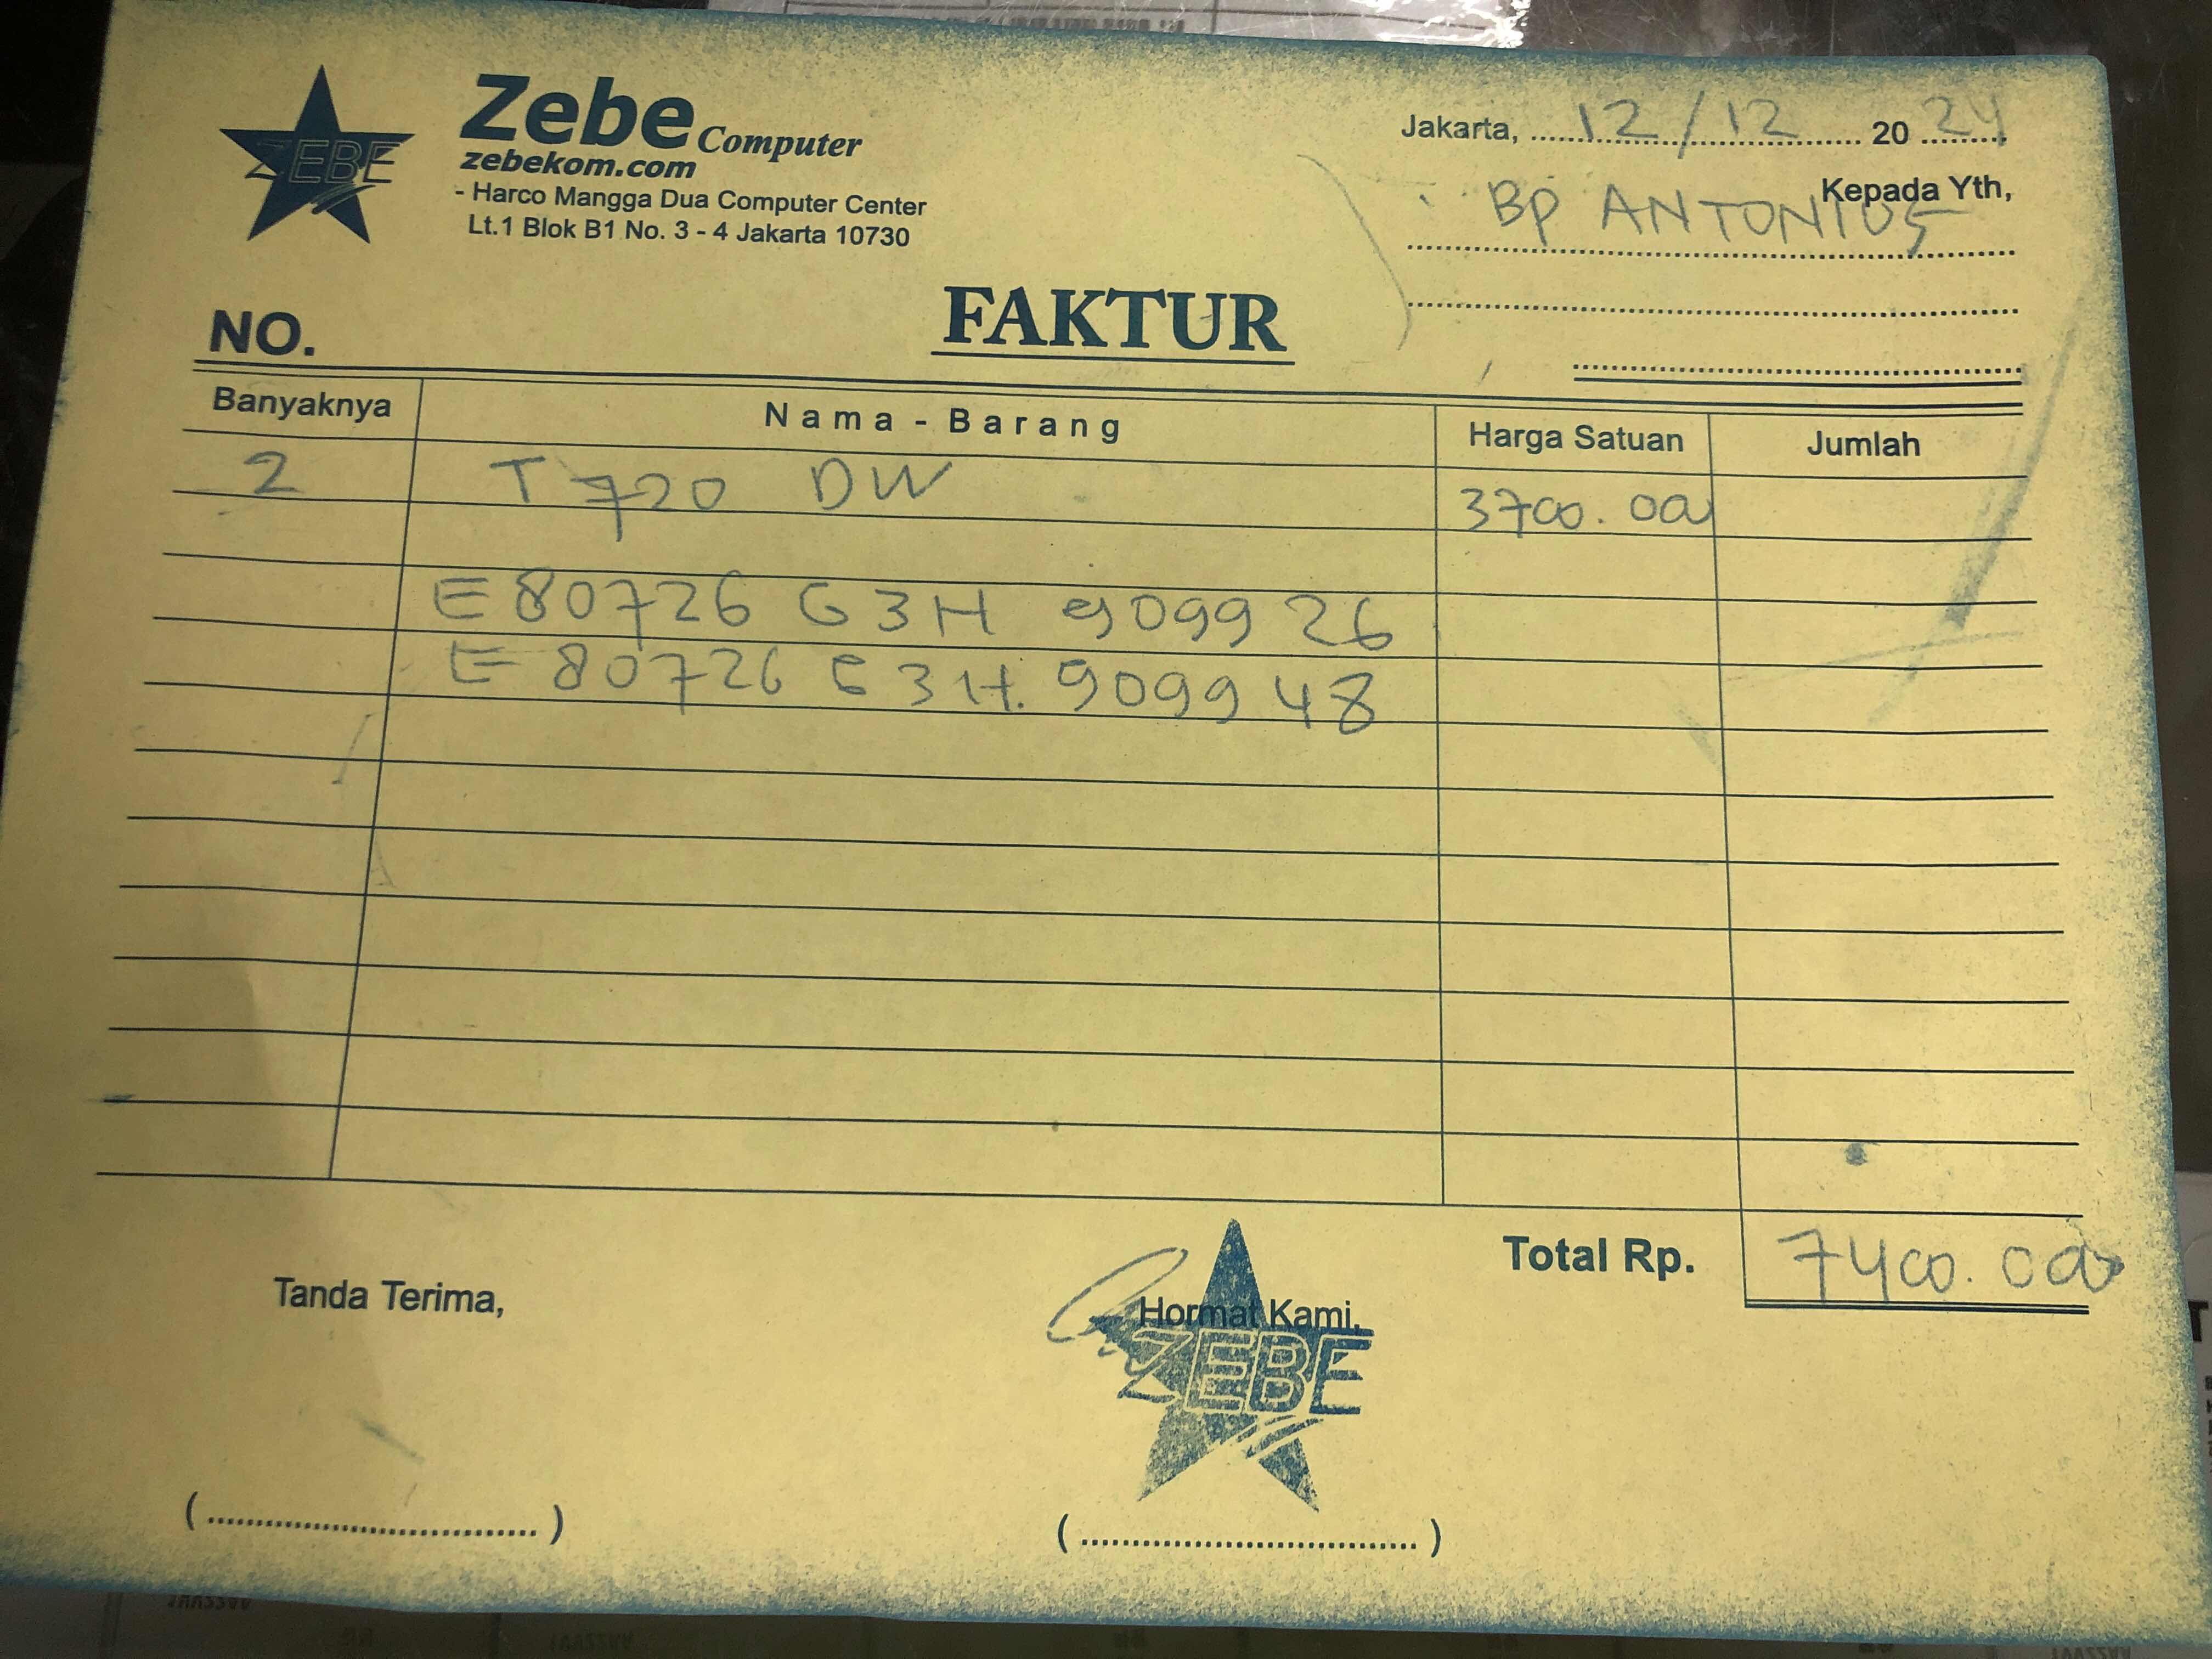 ZEBE
Zebe Computer
zebekom.com
- Harco Mangga Dua Computer Center
Lt.1 Blok B1 No. 3 - 4 Jakarta 10730
Jakarta, 12/12 20 24
Kepada Yth,
Bp ANTONIUS
FAKTUR
NO.
Banyaknya Nama - Barang Harga Satuan Jumlah
2 T720 DW 3700.000
E80726 G3H 909926
E80726 G3H. 909948
Total Rp. 7400.000
Tanda Terima,
Hormat Kami,
ZEBE
(................................)
(................................)